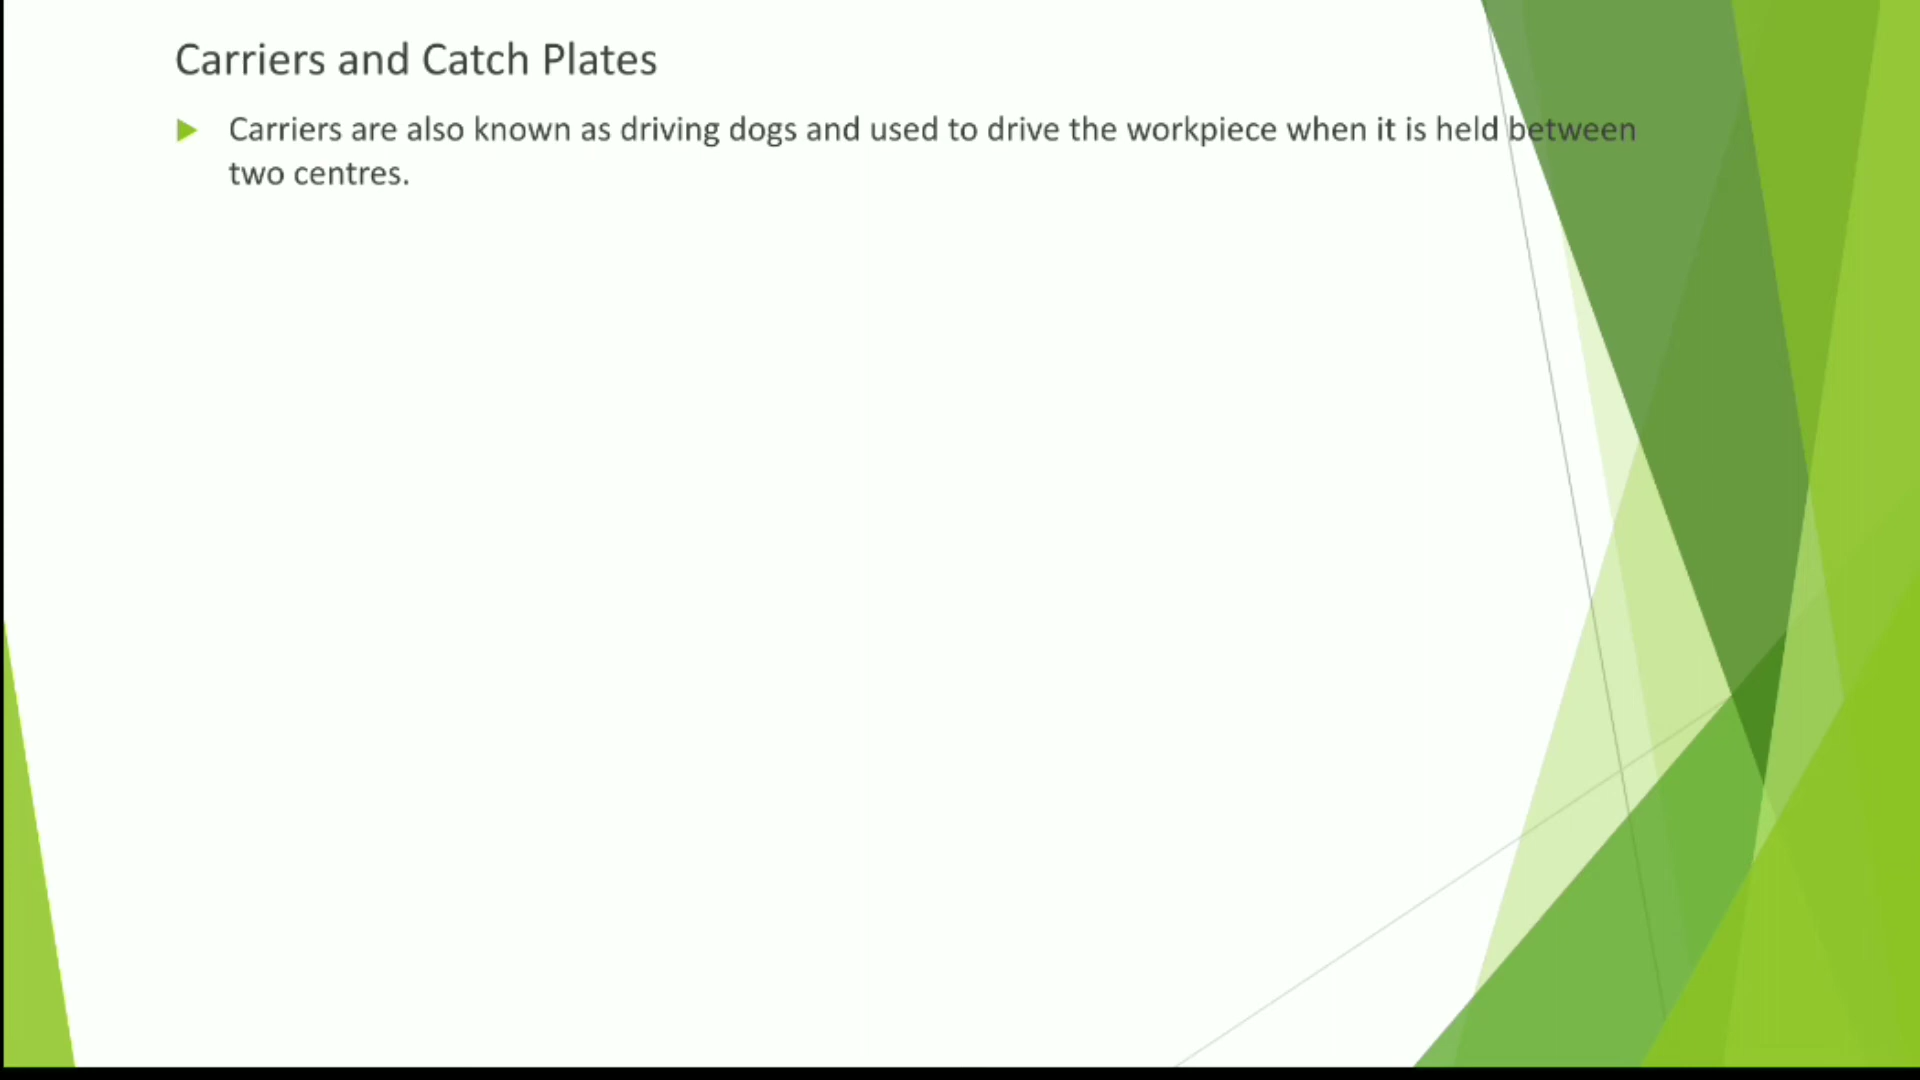 Carriers and Catch Plates
Carriers are also known as driving dogs and used to drive the workpiece when it is held between
two centres.